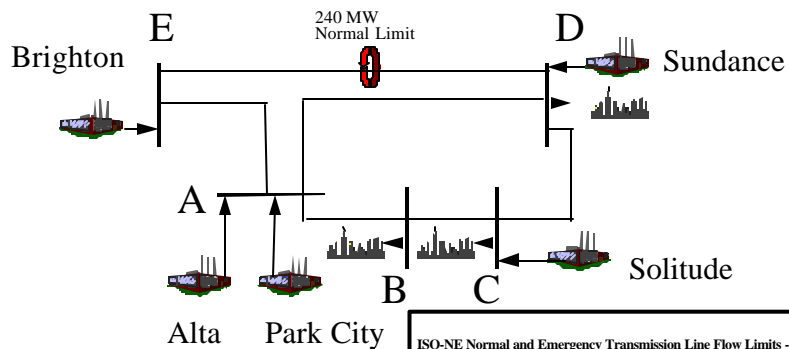 240 MW
Normal Limit
E
D
Brighton
Sundance
A
B
C
Solitude
Alta
Park City
ISO-NE Normal and Emergency Transmission Line Flow Limits -